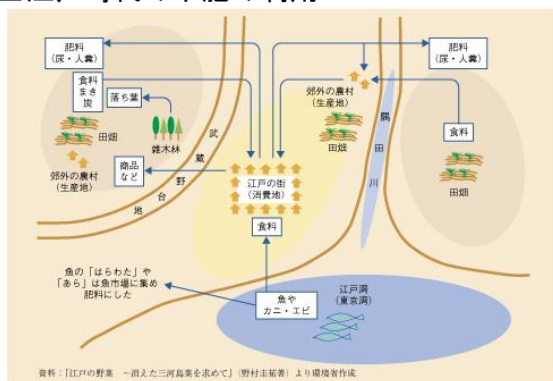 肥料
(尿・人糞)
食料
まき
炭
落ち葉
雑木林
田畑
郊外の農村
(生産地)
商品
など
武蔵野台地
江戸の街
(消費地)
食料
肥料
(尿・人糞)
郊外の農村
(生産地)
田畑
隅田川
食料
田畑
魚の「はらわた」や
「あら」は魚市場に集め
肥料にした
魚や
カニ・エビ
江戸湾
(東京湾)
資料:「江戸の野菜 ~消えた三河島菜を求めて」(野村圭祐著)より環境省作成